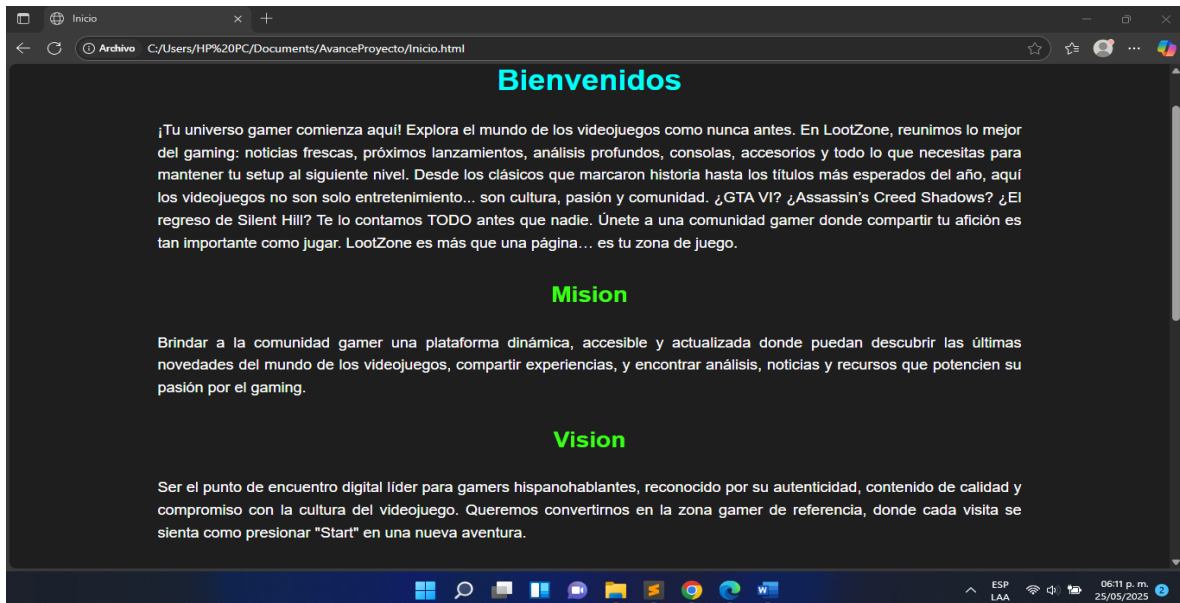 Inicio
Archivo C:/Users/HP%20PC/Documents/AvanceProyecto/Inicio.html
Bienvenidos
¡Tu universo gamer comienza aquí! Explora el mundo de los videojuegos como nunca antes. En LootZone, reunimos lo mejor
del gaming: noticias frescas, próximos lanzamientos, análisis profundos, consolas, accesorios y todo lo que necesitas para
mantener tu setup al siguiente nivel. Desde los clásicos que marcaron historia hasta los títulos más esperados del año, aquí
los videojuegos no son solo entretenimiento... son cultura, pasión y comunidad. ¿GTA VI? ¿Assassin’s Creed Shadows? ¿El
regreso de Silent Hill? Te lo contamos TODO antes que nadie. Únete a una comunidad gamer donde compartir tu afición es
tan importante como jugar. LootZone es más que una página… es tu zona de juego.
Mision
Brindar a la comunidad gamer una plataforma dinámica, accesible y actualizada donde puedan descubrir las últimas
novedades del mundo de los videojuegos, compartir experiencias, y encontrar análisis, noticias y recursos que potencien su
pasión por el gaming.
Vision
Ser el punto de encuentro digital líder para gamers hispanohablantes, reconocido por su autenticidad, contenido de calidad y
compromiso con la cultura del videojuego. Queremos convertirnos en la zona gamer de referencia, donde cada visita se
sienta como presionar "Start" en una nueva aventura.
ESP 06:11 p. m.
LAA 25/05/2025 2